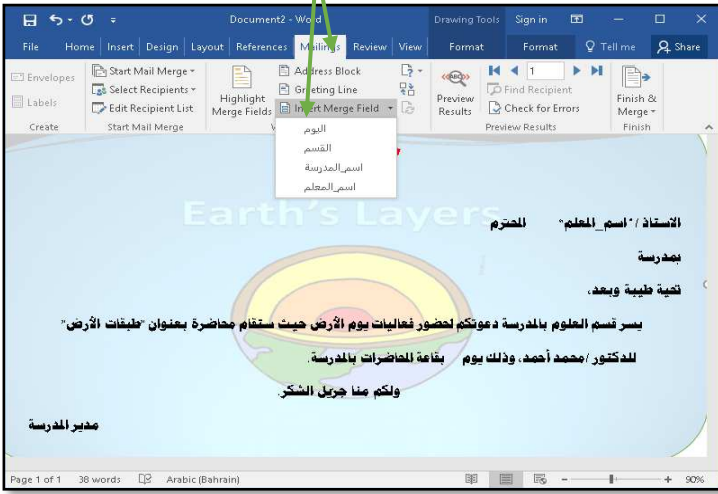 Document2 - Word Drawing Tools Sign in
File Home Insert Design Layout References Mailings Review View Format Format Tell me Share
Envelopes
Labels
Create
Start Mail Merge
Select Recipients
Edit Recipient List
Start Mail Merge
Highlight
Merge Fields
Address Block
Greeting Line
Insert Merge Field
Preview
Results
1
Find Recipient
Check for Errors
Preview Results
Finish &
Merge
Finish
اليوم
القسم
اسم_المدرسة
اسم_المعلم
Earth's Layers
الاستاذ / "اسم_المعلم" المحترم
بمدرسة
تحية طيبة وبعد،
يسر قسم العلوم بالمدرسة دعوتكم لحضور فعاليات يوم الأرض حيث ستقام محاضرة بعنوان "طبقات الأرض"
للدكتور /محمد أحمد، وذلك يوم بقاعة المحاضرات بالمدرسة.
ولكم منا جزيل الشكر.
مدير المدرسة
Page 1 of 1 38 words Arabic (Bahrain) 90%